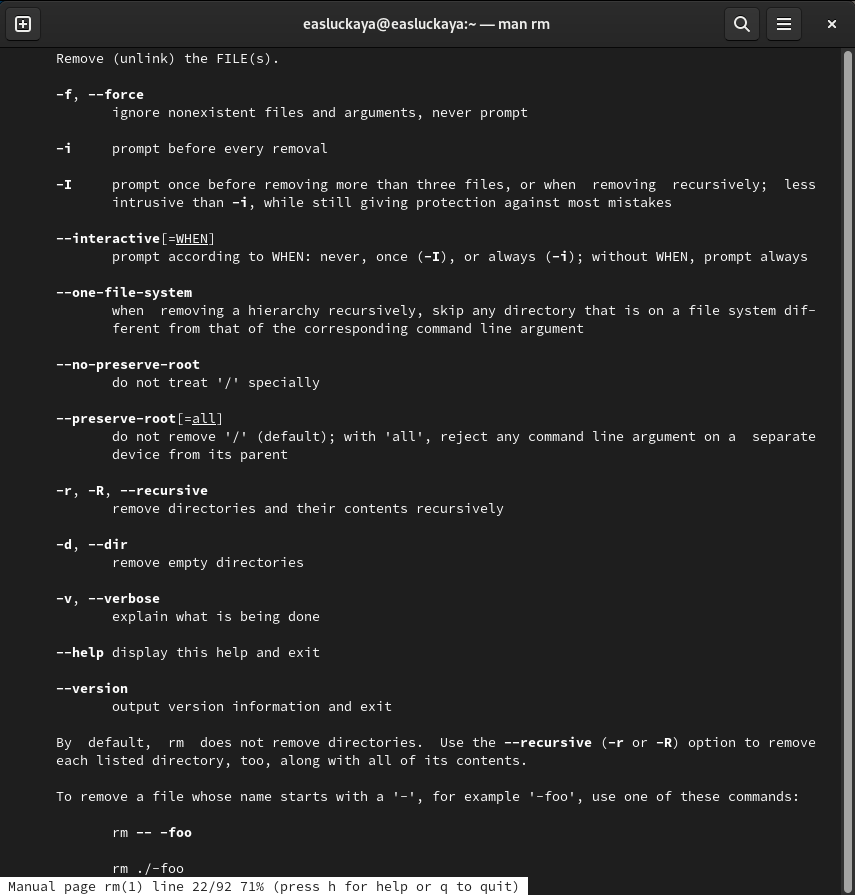 easluckaya@easluckaya:~ — man rm
Remove (unlink) the FILE(s).
-f, --force
ignore nonexistent files and arguments, never prompt
-i     prompt before every removal
-I     prompt once before removing more than three files, or when  removing  recursively;  less
intrusive than -i, while still giving protection against most mistakes
--interactive[=WHEN]
prompt according to WHEN: never, once (-I), or always (-i); without WHEN, prompt always
--one-file-system
when  removing a hierarchy recursively, skip any directory that is on a file system dif-
ferent from that of the corresponding command line argument
--no-preserve-root
do not treat '/' specially
--preserve-root[=all]
do not remove '/' (default); with 'all', reject any command line argument on a  separate
device from its parent
-r, -R, --recursive
remove directories and their contents recursively
-d, --dir
remove empty directories
-v, --verbose
explain what is being done
--help display this help and exit
--version
output version information and exit
By  default,  rm  does not remove directories.  Use the --recursive (-r or -R) option to remove
each listed directory, too, along with all of its contents.
To remove a file whose name starts with a '-', for example '-foo', use one of these commands:
rm -- -foo
rm ./-foo
Manual page rm(1) line 22/92 71% (press h for help or q to quit)